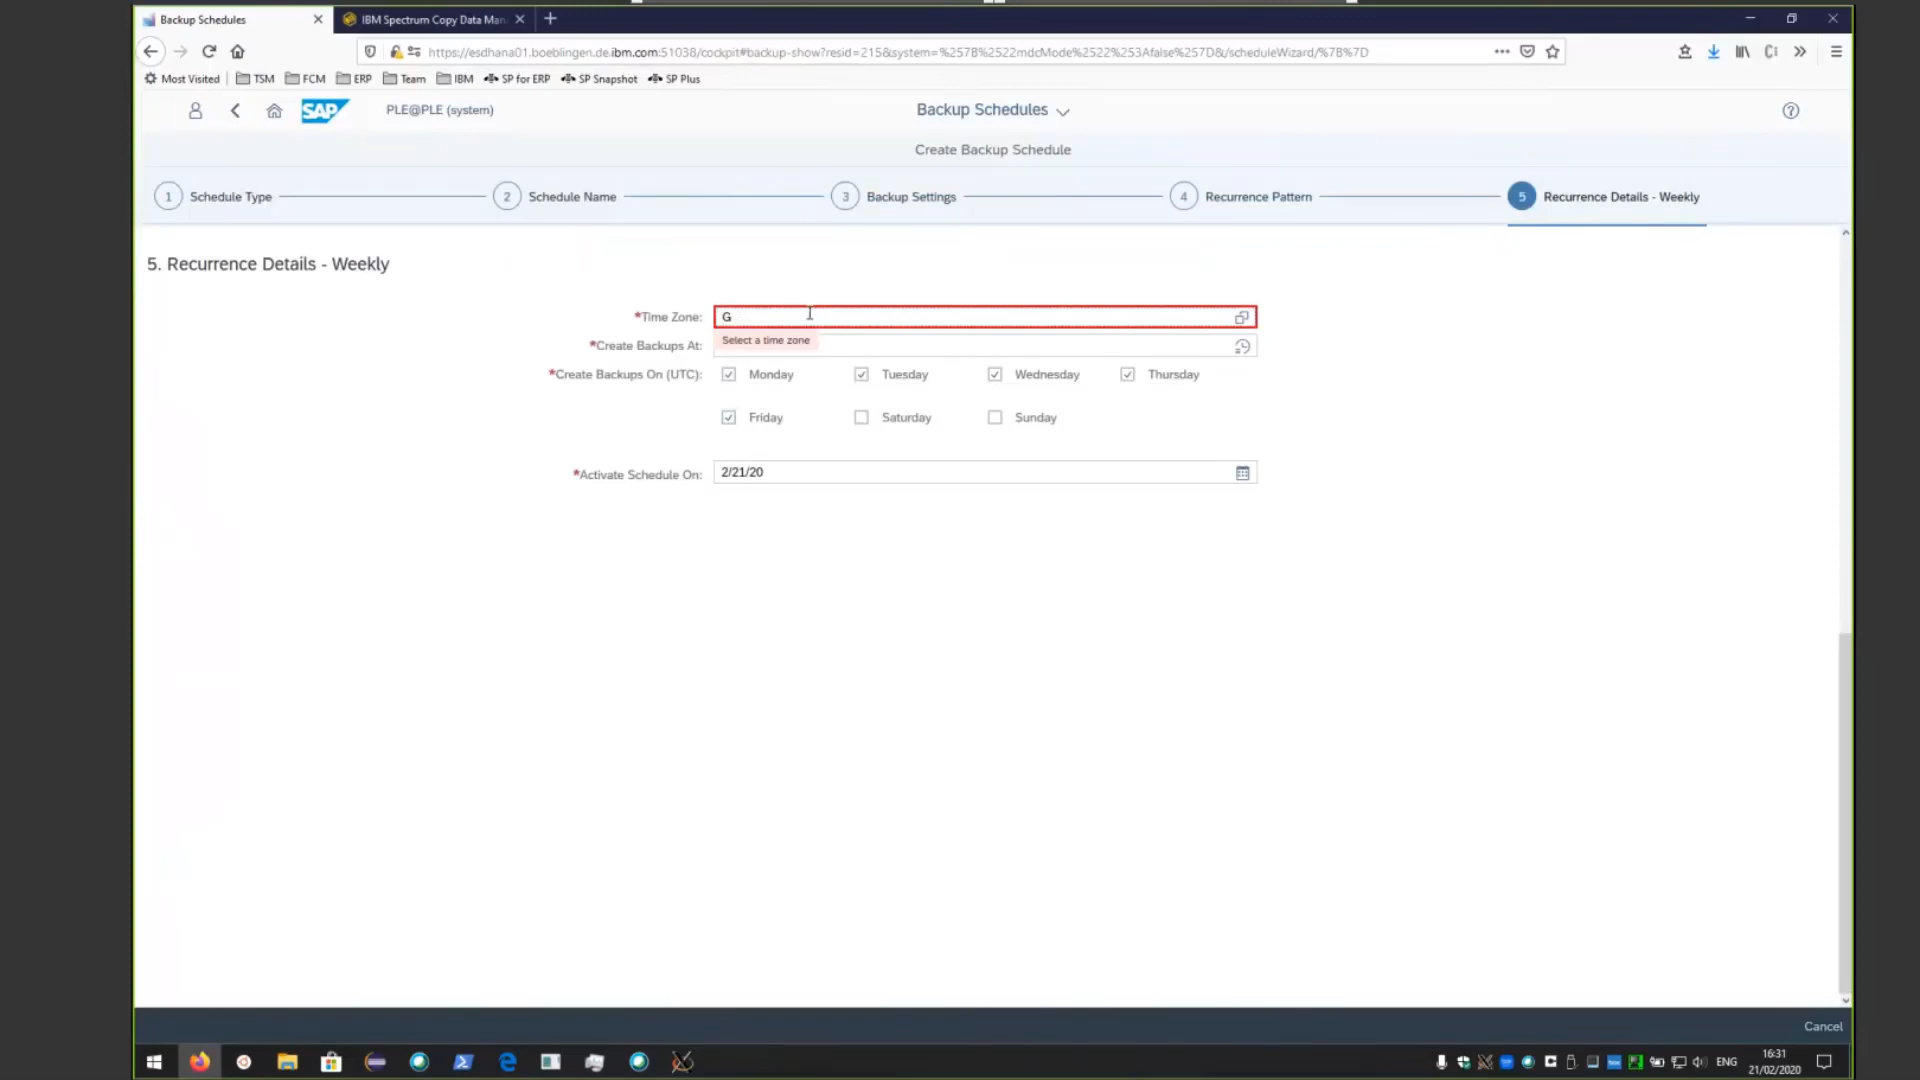 Backup Schedules
IBM Spectrum Copy Data Man
https://esdhana01.boeblingen.de.ibm.com:51038/cockpit#backup-show?resid=215&system=%257B%2522mdcMode%2522%253Afalse%257D&/scheduleWizard/%7B%7D
Most Visited TSM FCM ERP Team IBM SP for ERP SP Snapshot SP Plus
SAP PLE@PLE (system) Backup Schedules
Create Backup Schedule
1 Schedule Type 2 Schedule Name 3 Backup Settings 4 Recurrence Pattern 5 Recurrence Details - Weekly
5. Recurrence Details - Weekly
*Time Zone: G
Select a time zone
*Create Backups At:
*Create Backups On (UTC): Monday Tuesday Wednesday Thursday
Friday Saturday Sunday
*Activate Schedule On: 2/21/20
Cancel
ENG
16:31
21/02/2020